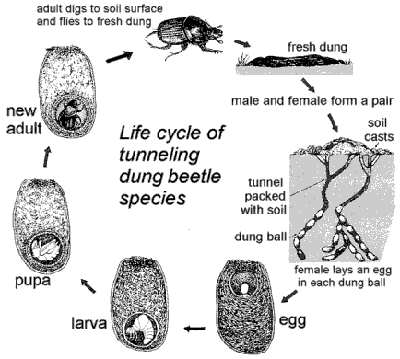 adult digs to soil surface
and flies to fresh dung
fresh dung
male and female form a pair
soil
casts
tunnel
packed
with soil
dung ball
female lays an egg
in each dung ball
egg
larva
pupa
new
adult
Life cycle of
tunneling
dung beetle
species